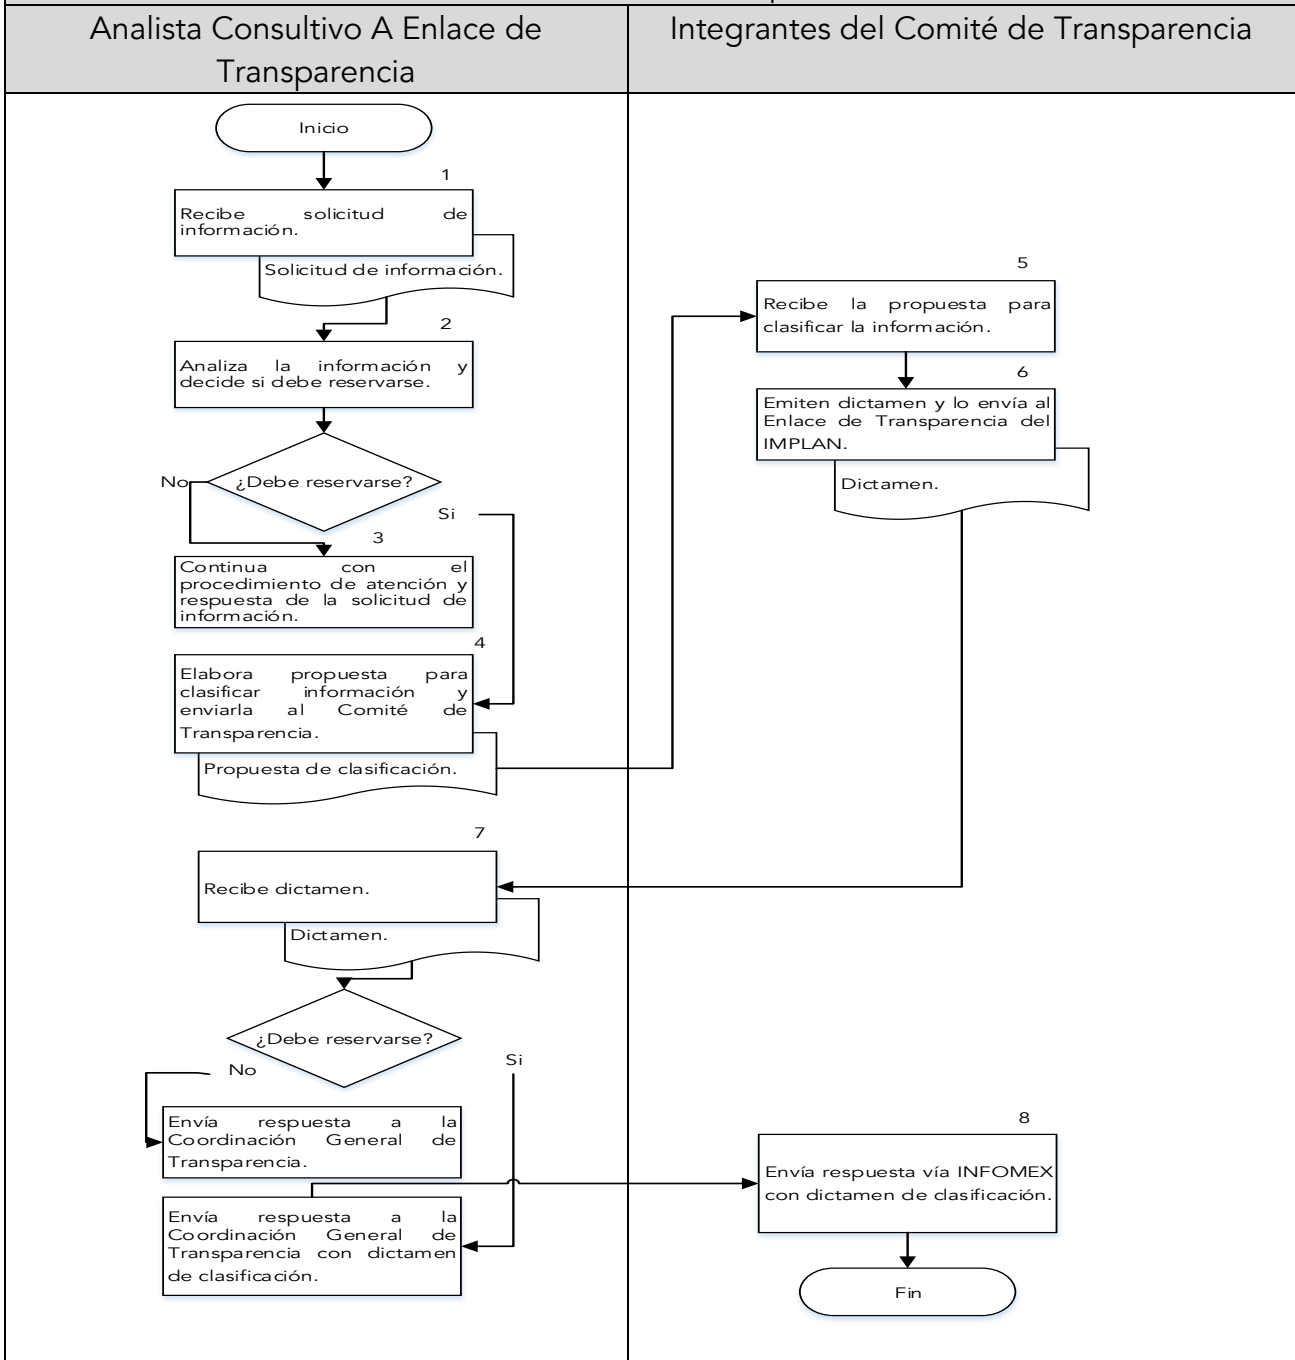 Analista Consultivo A Enlace de
Transparencia
Integrantes del Comité de Transparencia
Inicio
1
Recibe solicitud de
información.
Solicitud de información.
2
Analiza la información y
decide si debe reservarse.
¿Debe reservarse?
No
Si
3
Continua con el
procedimiento de atención y
respuesta de la solicitud de
información.
4
Elabora propuesta para
clasificar información y
enviarla al Comité de
Transparencia.
Propuesta de clasificación.
5
Recibe la propuesta para
clasificar la información.
6
Emiten dictamen y lo envía al
Enlace de Transparencia del
IMPLAN.
Dictamen.
7
Recibe dictamen.
Dictamen.
¿Debe reservarse?
No
Si
Envía respuesta a la
Coordinación General de
Transparencia.
Envía respuesta a la
Coordinación General de
Transparencia con dictamen
de clasificación.
8
Envía respuesta vía INFOMEX
con dictamen de clasificación.
Fin